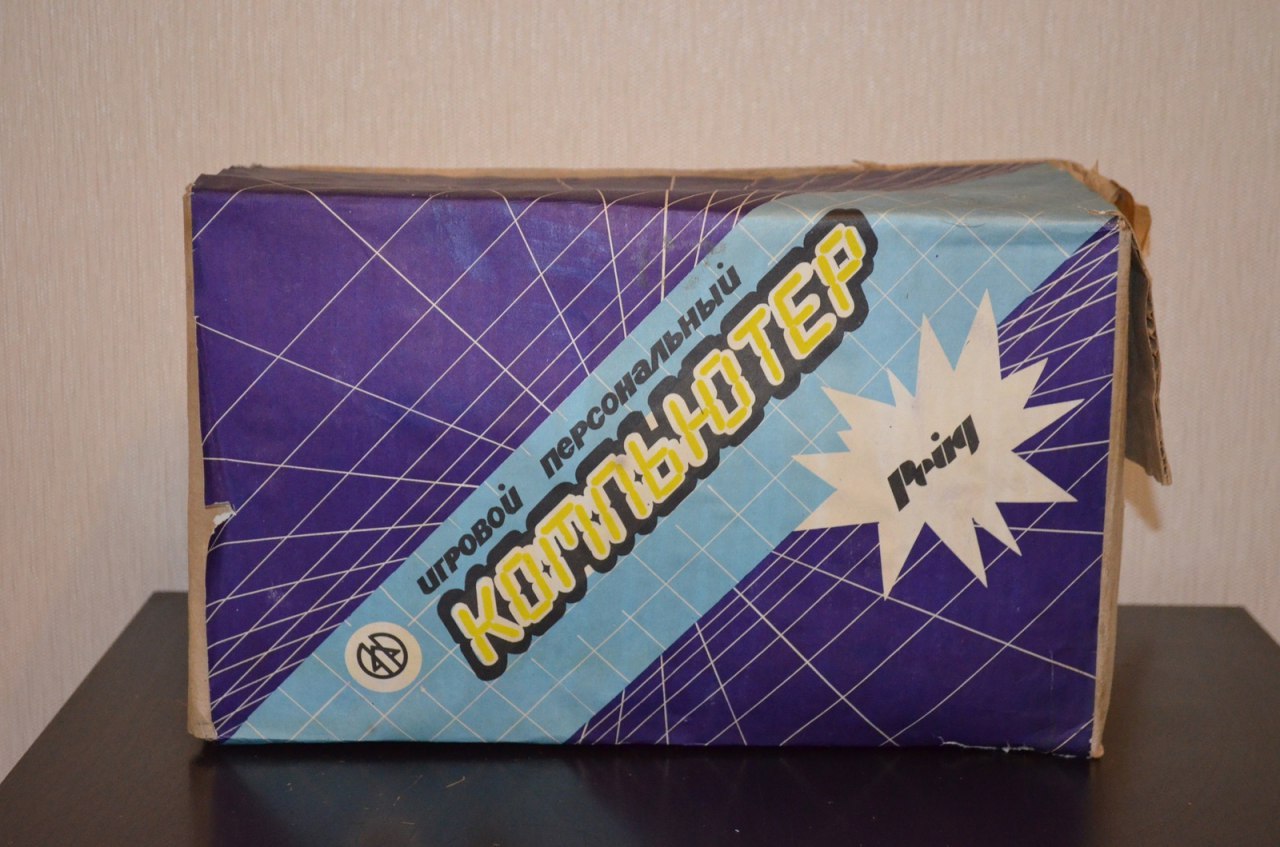 игровой персональный
КОМПЬЮТЕР